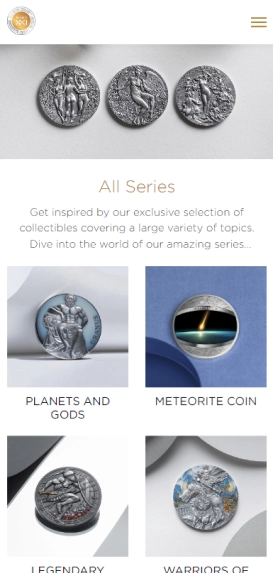 All Series
Get inspired by our exclusive selection of
collectibles covering a large variety of topics.
Dive into the world of our amazing series...
PLANETS AND
GODS
METEORITE COIN
LEGENDARY
WARRIORS OF